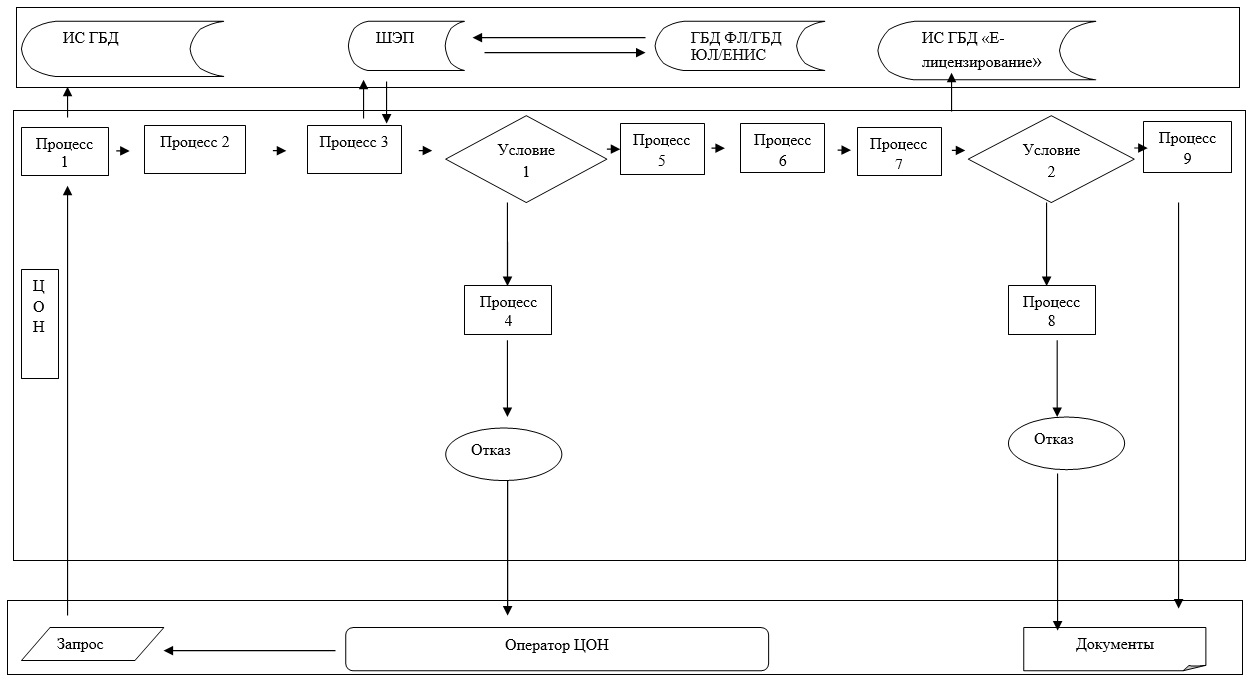 ИС ГБД
ШЭП
ГБД ФЛ/ГБД
ЮЛ/ЕНИС
ИС ГБД «Е-
лицензирование»
Процесс
1
Процесс 2
Процесс 3
Условие
1
Процесс
5
Процесс
6
Процесс
7
Условие
2
Процесс
9
Ц
О
Н
Процесс
4
Процесс
8
Отказ
Отказ
Запрос
Оператор ЦОН
Документы